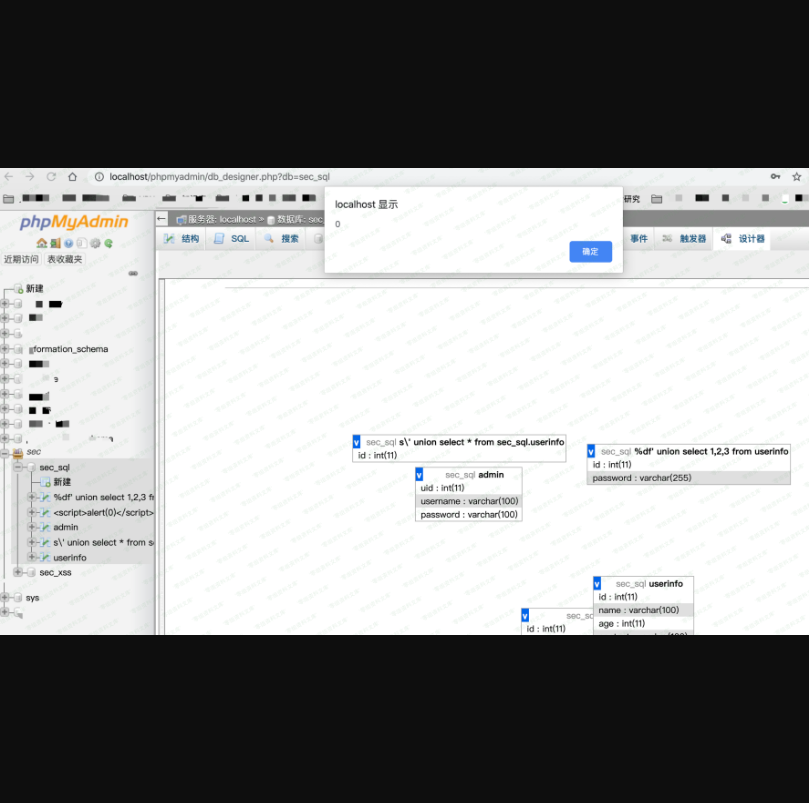 localhost/phpmyadmin/db_designer.php?db=sec_sql
研究
localhost 显示
0
确定
phpMyAdmin
近期访问 表收藏夹
服务器: localhost » 数据库: sec
结构 SQL 搜索 事件 触发器 设计器
新建
formation_schema
sec
sec_sql
新建
%df' union select 1,2,3 fr
<script>alert(0)</script>
admin
s\' union select * from s
userinfo
sec_xss
sys
sec_sql s\' union select * from sec_sql.userinfo
id : int(11)
sec_sql admin
uid : int(11)
username : varchar(100)
password : varchar(100)
sec_sql %df' union select 1,2,3 from userinfo
id : int(11)
password : varchar(255)
sec_sql userinfo
id : int(11)
name : varchar(100)
age : int(11)
sec_s
id : int(11)